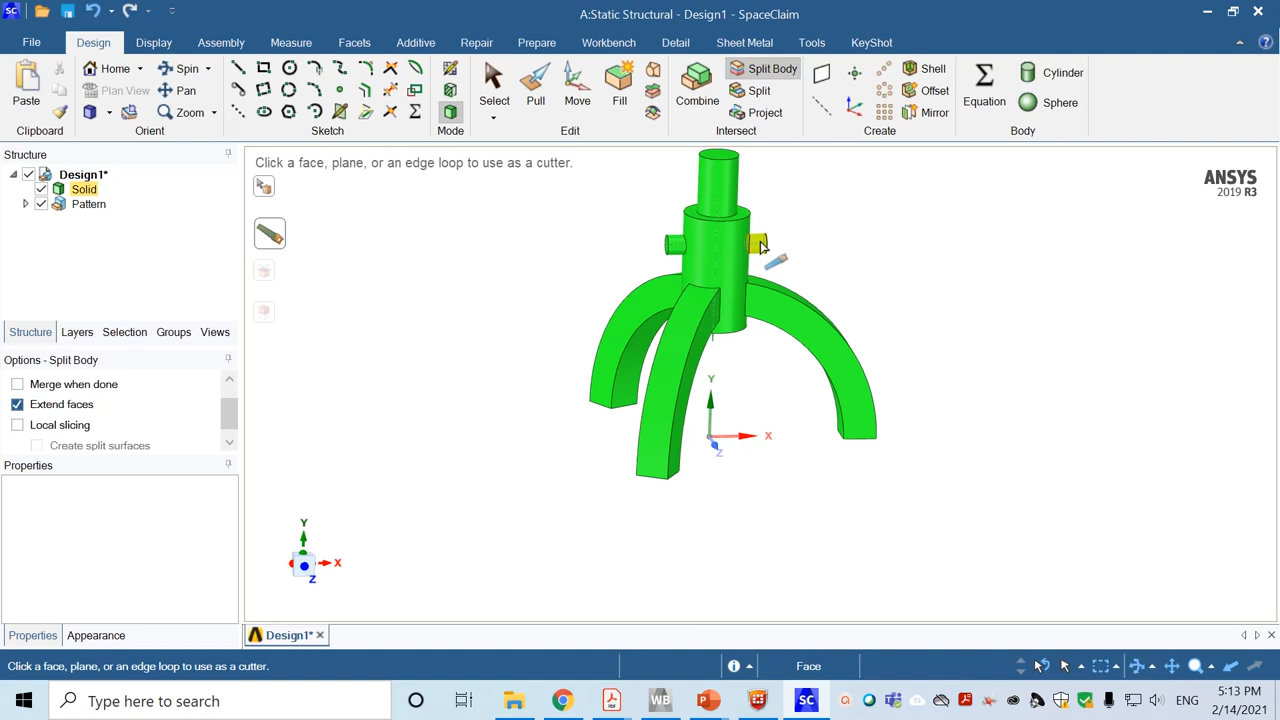 SC
A:Static Structural - Design1 - SpaceClaim
File Design Display Assembly Measure Facets Additive Repair Prepare Workbench Detail Sheet Metal Tools KeyShot
Paste
Home
Plan View
Spin
Pan
Zoom
Select
Pull
Move
Fill
Combine
Split Body
Split
Project
Shell
Offset
Mirror
Equation
Cylinder
Sphere
Clipboard Orient Sketch Mode Edit Intersect Create Body
Structure
Design1*
Solid
Pattern
Structure Layers Selection Groups Views
Options - Split Body
Merge when done
Extend faces
Local slicing
Create split surfaces
Properties
Properties Appearance
Click a face, plane, or an edge loop to use as a cutter.
ANSYS
2019 R3
Y
X
Z
Y
X
Z
Design1*
Click a face, plane, or an edge loop to use as a cutter.
Face
Type here to search
WB
SC
ENG
5:13 PM
2/14/2021